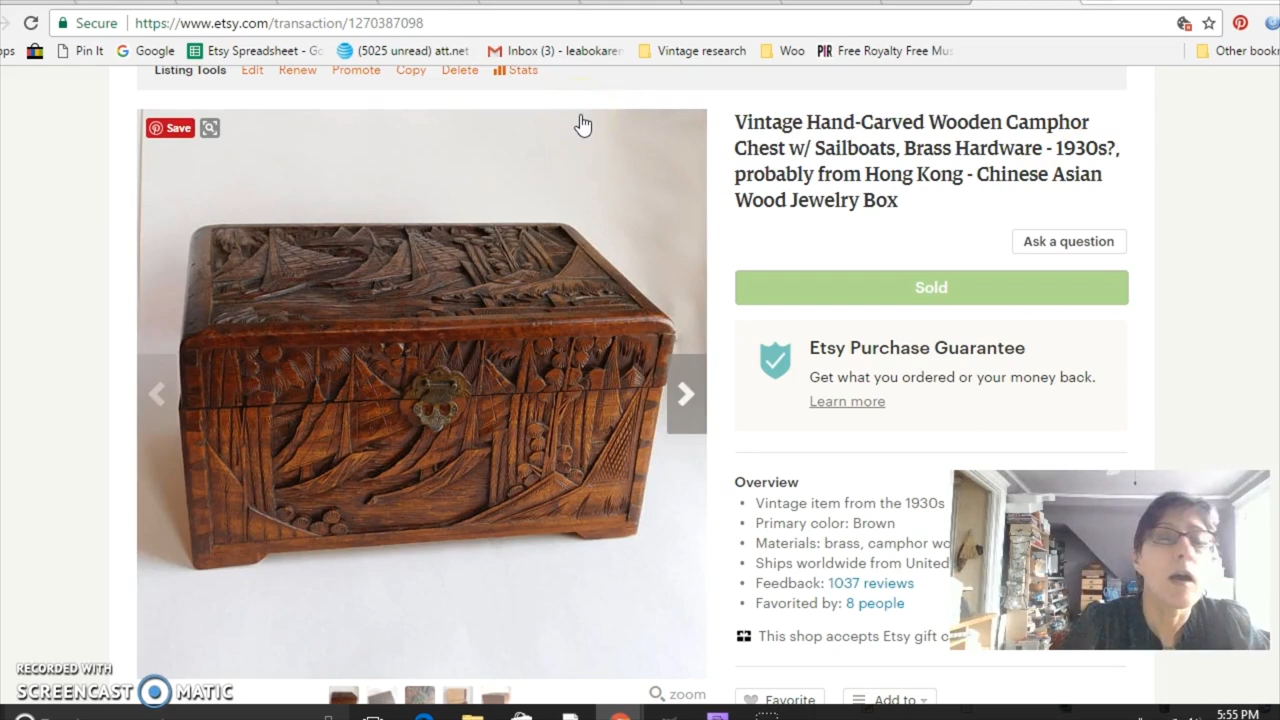 Secure https://www.etsy.com/transaction/1270387098
Pin It Google Etsy Spreadsheet - Go (5025 unread) att.net Inbox (3) - leabokaren Vintage research Woo PIR Free Royalty Free Mus Other bookm
Listing Tools Edit Renew Promote Copy Delete Stats
Save
Vintage Hand-Carved Wooden Camphor
Chest w/ Sailboats, Brass Hardware - 1930s?,
probably from Hong Kong - Chinese Asian
Wood Jewelry Box
Ask a question
Sold
Etsy Purchase Guarantee
Get what you ordered or your money back.
Learn more
Overview
• Vintage item from the 1930s
• Primary color: Brown
• Materials: brass, camphor wo
• Ships worldwide from United
• Feedback: 1037 reviews
• Favorited by: 8 people
This shop accepts Etsy gift c
Favorite Add to
zoom
RECORDED WITH
SCREENCAST MATIC
5:55 PM